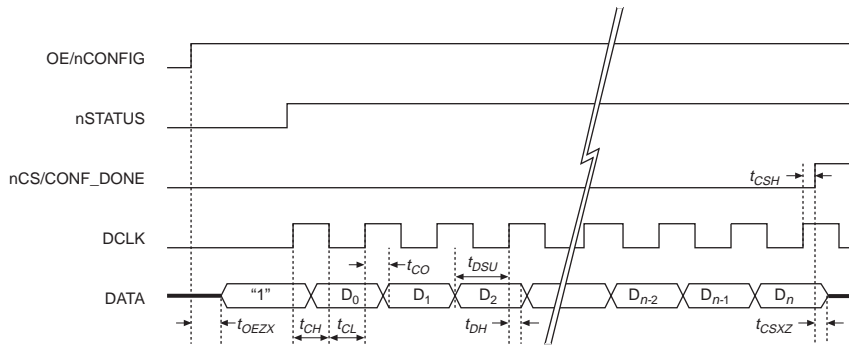 OE/nCONFIG
nSTATUS
nCS/CONF_DONE
tCSH
DCLK
tCO
tDSU
DATA
"1" D0 D1 D2 Dn-2 Dn-1 Dn
tOEZX tCH tCL tDH tCSXZ